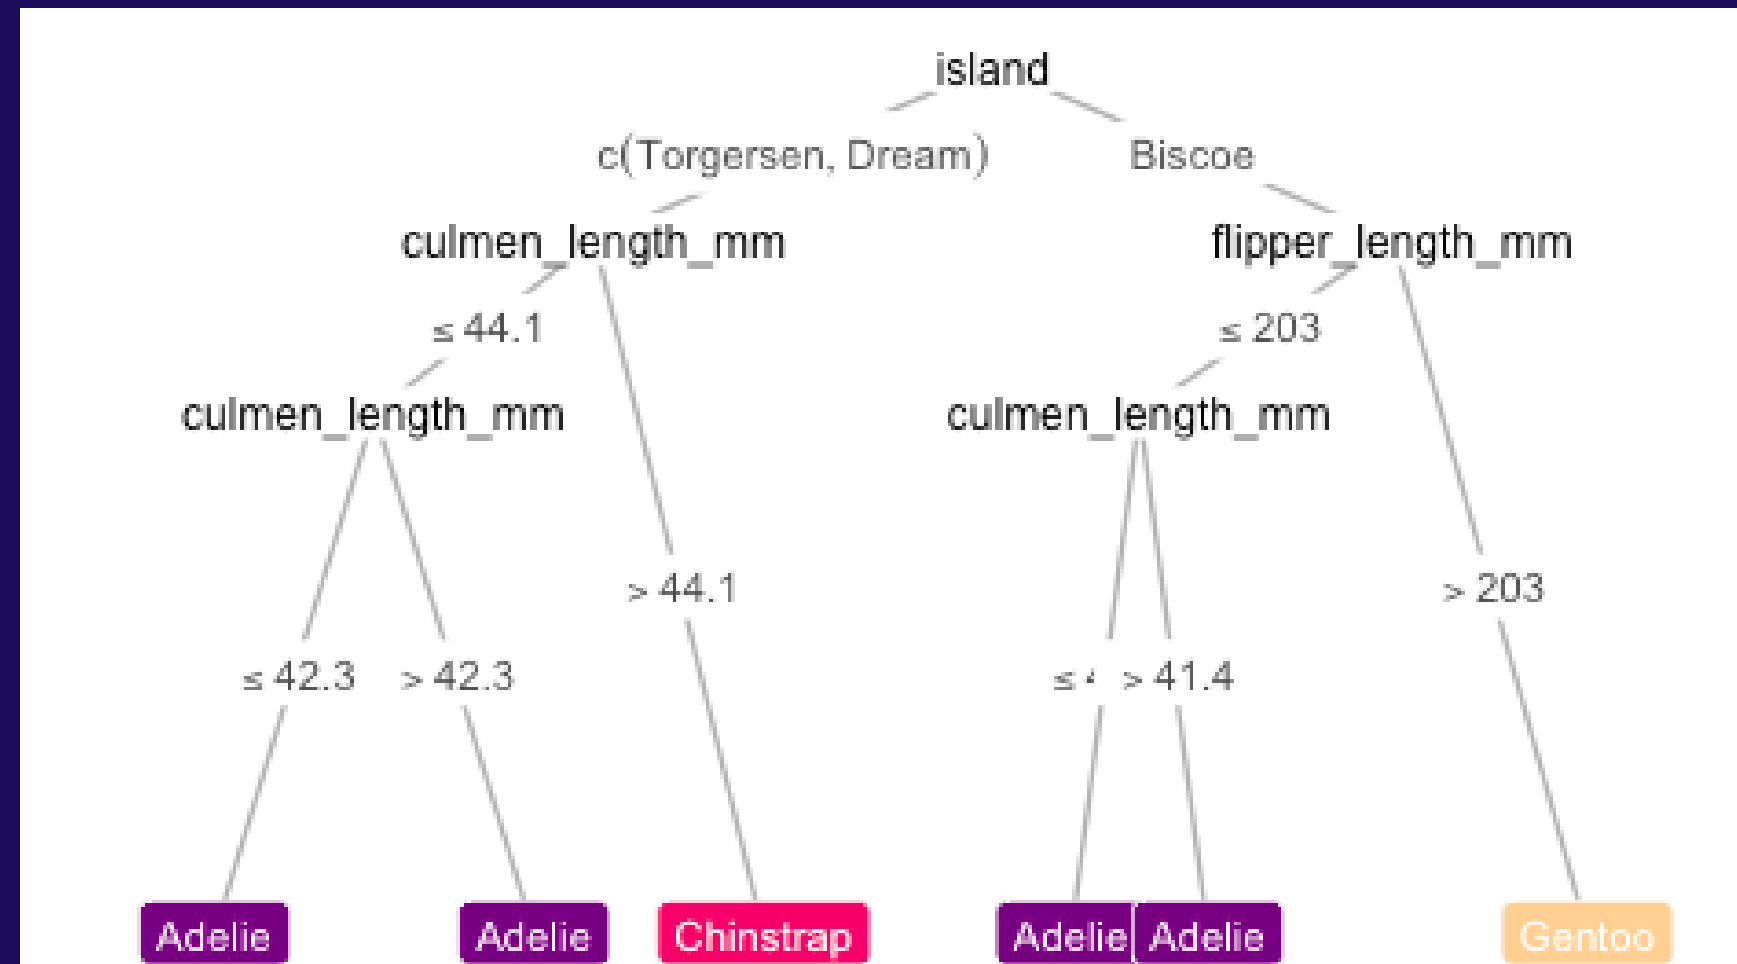 island
c(Torgersen, Dream) Biscoe
culmen_length_mm flipper_length_mm
≤ 44.1 ≤ 203
culmen_length_mm culmen_length_mm
> 44.1 > 203
≤ 42.3 > 42.3 ≤ > 41.4
Adelie Adelie Chinstrap Adelie Adelie Gentoo